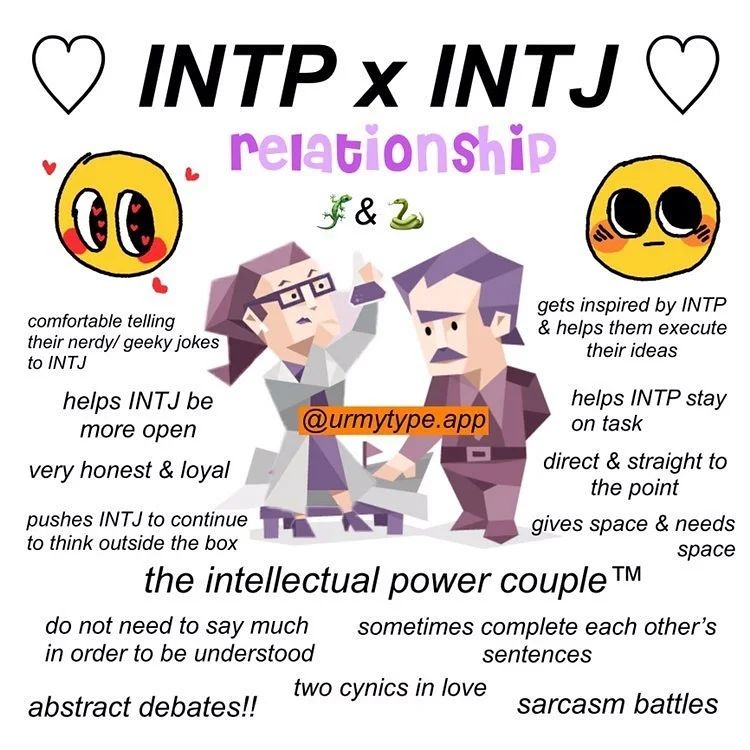 ♡ INTP x INTJ ♡
relationship
🦎 & 🐍
comfortable telling
their nerdy/ geeky jokes
to INTJ
helps INTJ be
more open
very honest & loyal
pushes INTJ to continue
to think outside the box
@urmytype.app
gets inspired by INTP
& helps them execute
their ideas
helps INTP stay
on task
direct & straight to
the point
gives space & needs
space
the intellectual power couple™
do not need to say much
in order to be understood
sometimes complete each other’s
sentences
abstract debates!!
two cynics in love
sarcasm battles